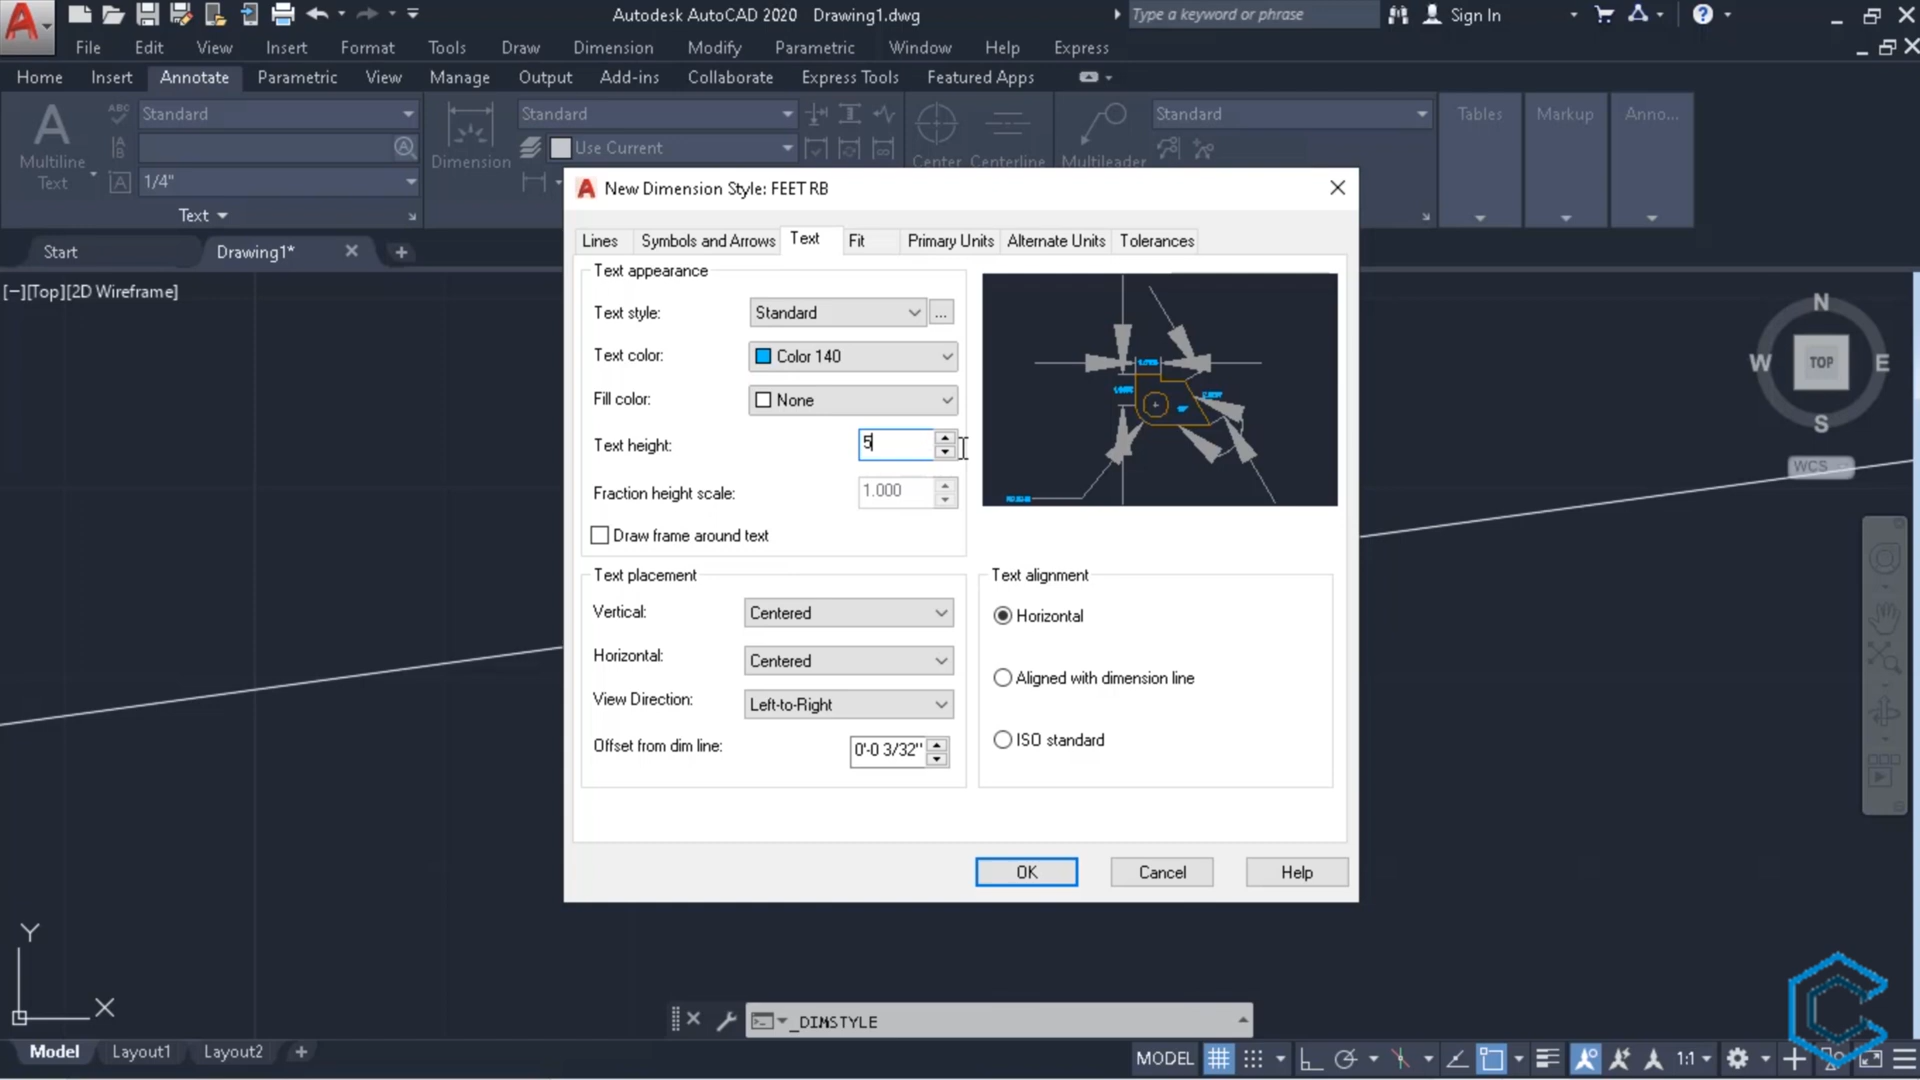 Autodesk AutoCAD 2020 Drawing1.dwg
Type a keyword or phrase
Sign In
File Edit View Insert Format Tools Draw Dimension Modify Parametric Window Help Express
Home Insert Annotate Parametric View Manage Output Add-ins Collaborate Express Tools Featured Apps
A
Multiline
Text
ABC
Standard
1/4"
Text
Dimension
Standard
Use Current
Center Centerline
Multileader
Standard
Tables
Markup
Anno...
Start
Drawing1*
[−][Top][2D Wireframe]
New Dimension Style: FEET RB
Lines Symbols and Arrows Text Fit Primary Units Alternate Units Tolerances
Text appearance
Text style: Standard ...
Text color: Color 140
Fill color: None
Text height: 5
Fraction height scale: 1.000
Draw frame around text
Text placement
Vertical: Centered
Horizontal: Centered
View Direction: Left-to-Right
Offset from dim line: 0'-0 3/32"
Text alignment
Horizontal
Aligned with dimension line
ISO standard
OK Cancel Help
N
W TOP E
S
WCS
Y
X
_DIMSTYLE
Model Layout1 Layout2
MODEL
1:1